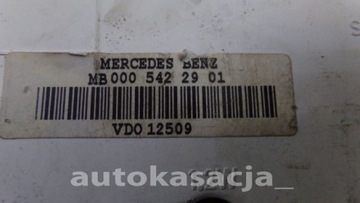 MERCEDES BENZ
MB 000 542 29 01
VDO 12509
autokasacja_